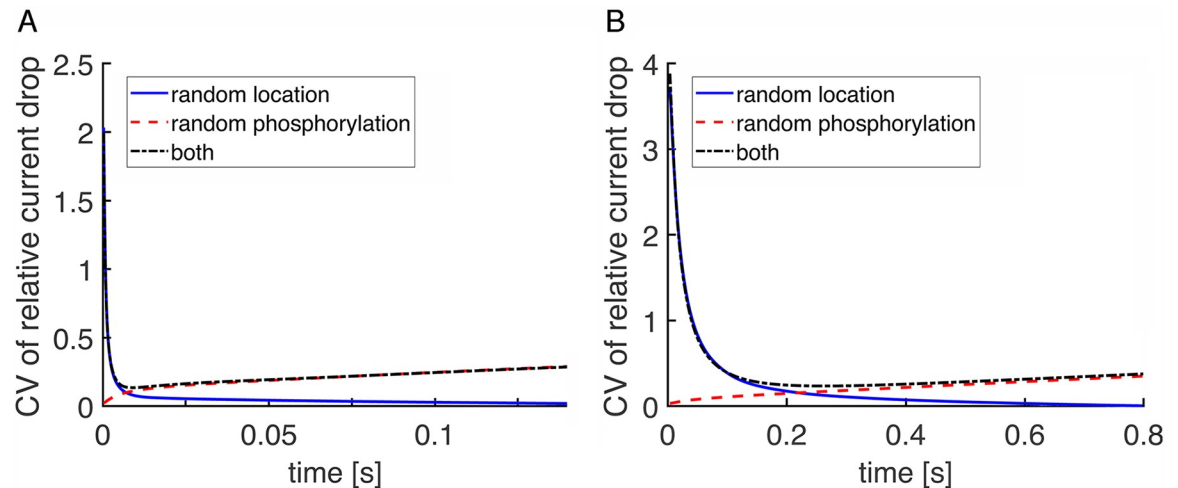 A
CV of relative current drop
2.5
2
1.5
1
0.5
0
random location
random phosphorylation
both
0
0.05
0.1
time [s]
B
CV of relative current drop
4
3
2
1
0
random location
random phosphorylation
both
0
0.2
0.4
0.6
0.8
time [s]